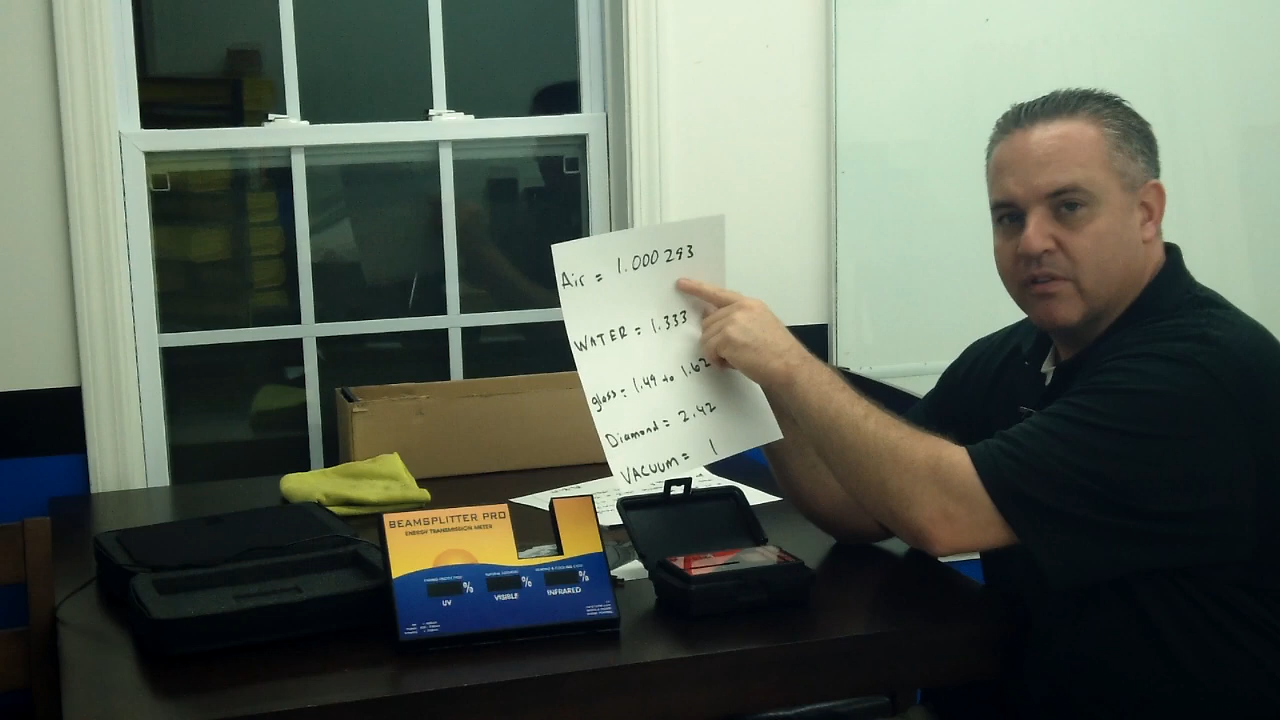 Air = 1.000293
WATER = 1.333
glass = 1.49 to 1.62
Diamond = 2.42
VACUUM = 1
BEAMSPLITTER PRO
ENERGY TRANSMISSION METER
% % %
UV VISIBLE INFRARED